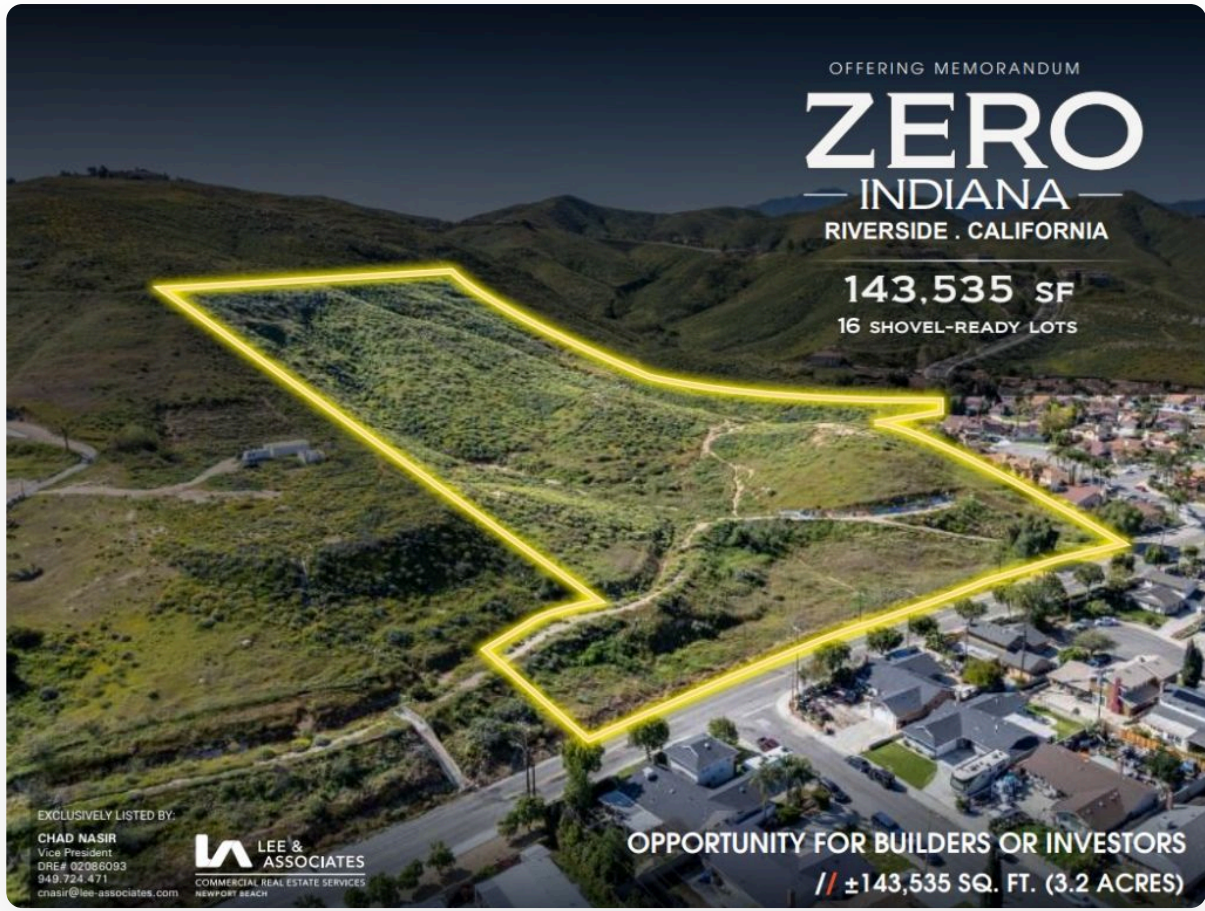 OFFERING MEMORANDUM
ZERO
INDIANA
RIVERSIDE . CALIFORNIA
143,535 SF
16 SHOVEL-READY LOTS
EXCLUSIVELY LISTED BY:
CHAD NASIR
Vice President
DRE# 02086093
949.724.471
cnasir@lee-associates.com
LEE &
ASSOCIATES
COMMERCIAL REAL ESTATE SERVICES
NEWPORT BEACH
OPPORTUNITY FOR BUILDERS OR INVESTORS
// ±143,535 SQ. FT. (3.2 ACRES)